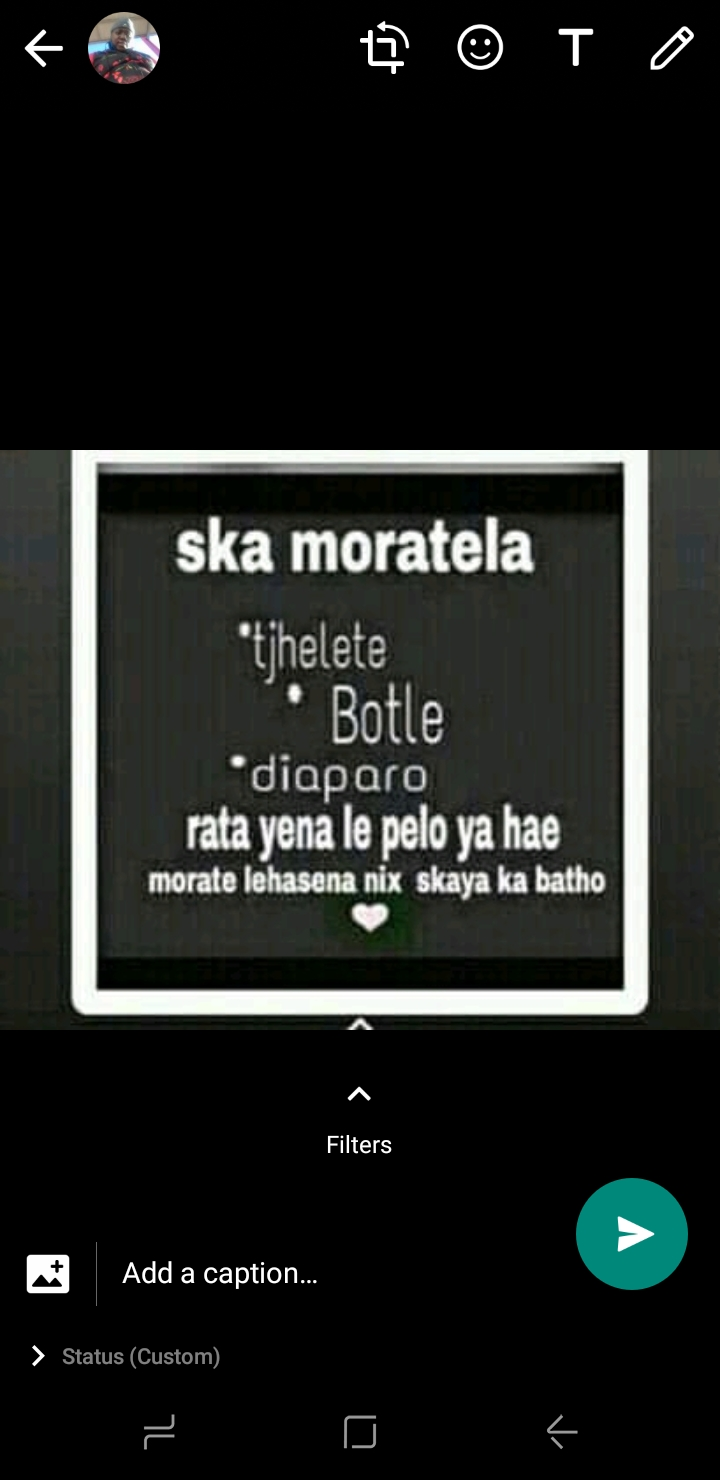 T
ska moratela
•tjhelete
• Botle
•diaparo
rata yena le pelo ya hae
morate lehasena nix skaya ka batho
Filters
Add a caption...
Status (Custom)